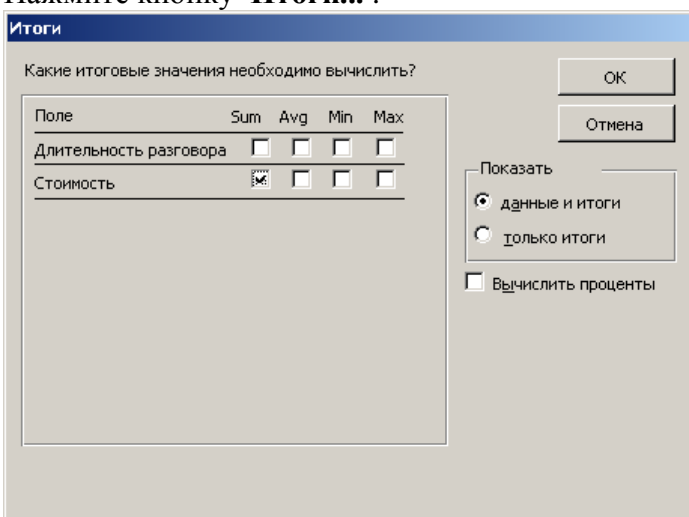 Нажмите кнопку "Итоги...".
Итоги
Какие итоговые значения необходимо вычислить?
ОК
Отмена
Поле Sum Avg Min Max
Длительность разговора
Стоимость
Показать
данные и итоги
только итоги
Вычислить проценты